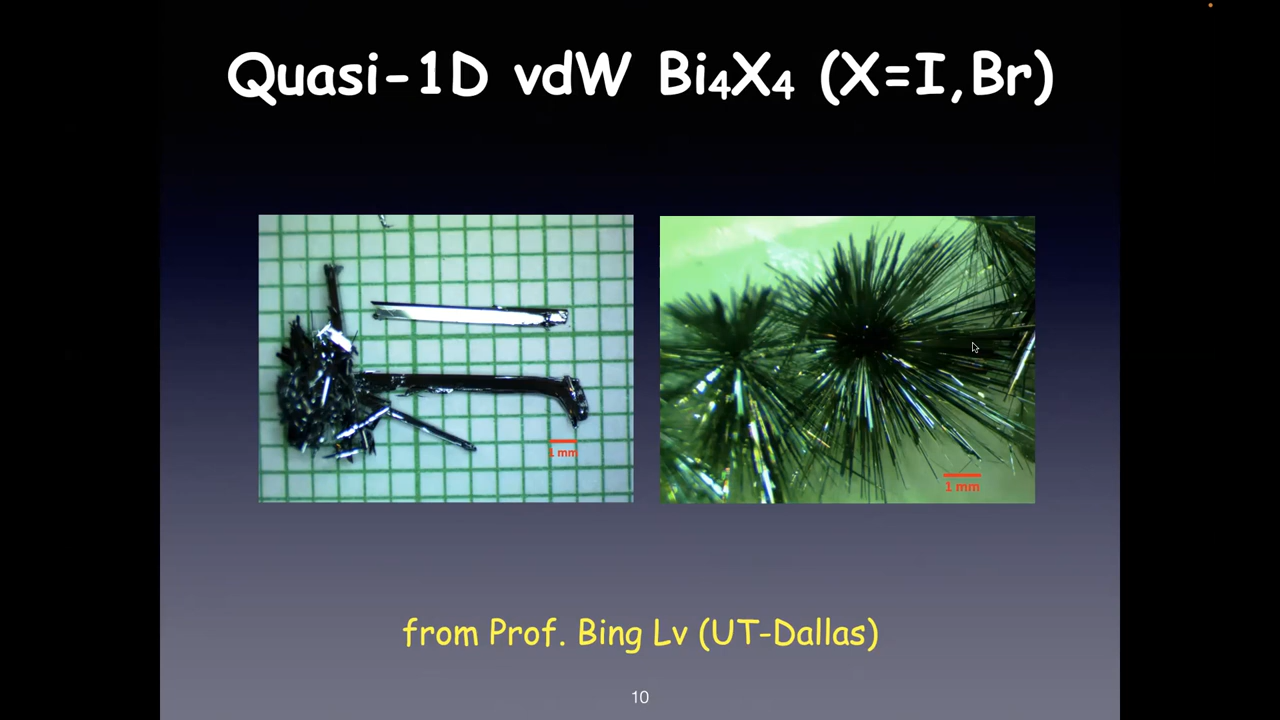 Quasi-1D vdW Bi₄X₄ (X=I,Br)
1 mm
1 mm
from Prof. Bing Lv (UT-Dallas)
10